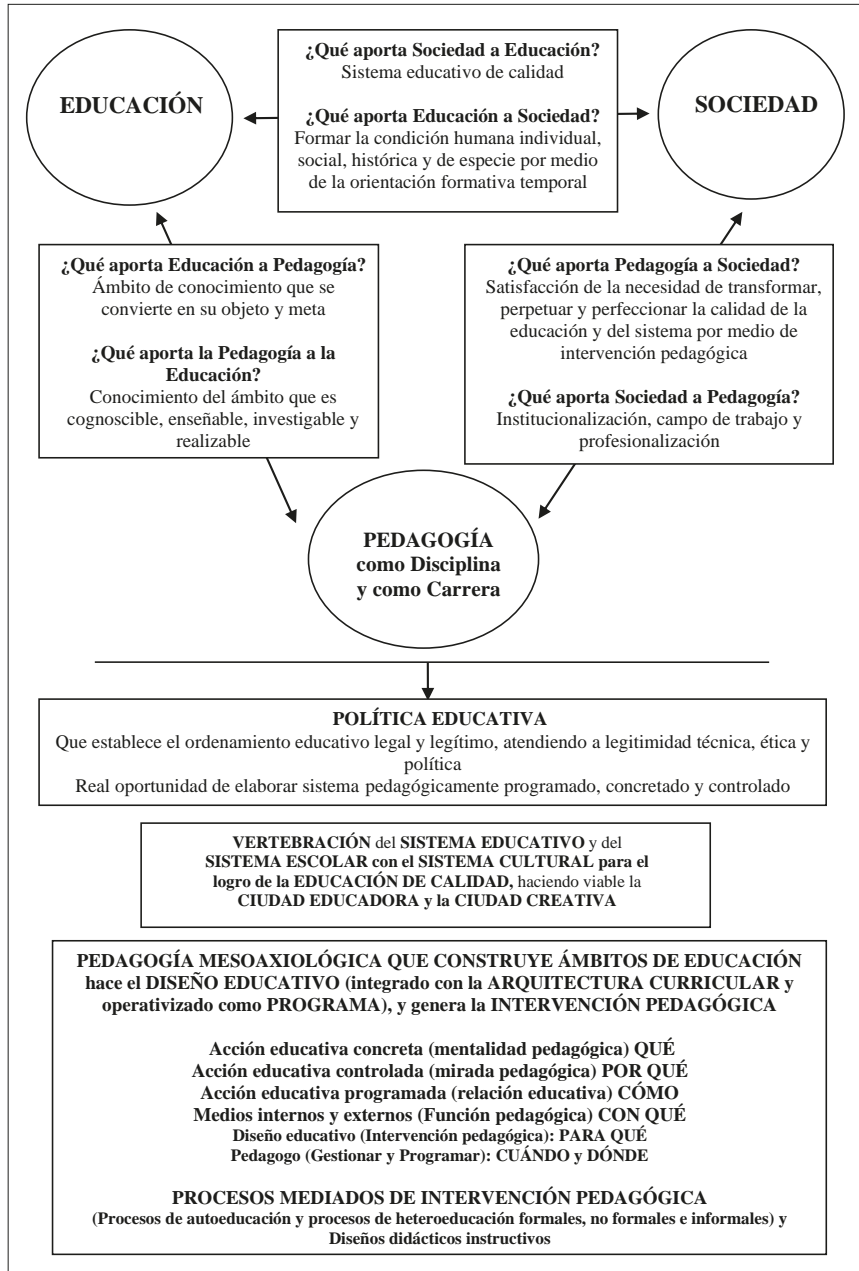 ¿Qué aporta Sociedad a Educación?
Sistema educativo de calidad
¿Qué aporta Educación a Sociedad?
Formar la condición humana individual,
social, histórica y de especie por medio
de la orientación formativa temporal
EDUCACIÓN
SOCIEDAD
¿Qué aporta Educación a Pedagogía?
Ámbito de conocimiento que se
convierte en su objeto y meta
¿Qué aporta la Pedagogía a la
Educación?
Conocimiento del ámbito que es
cognoscible, enseñable, investigable y
realizable
¿Qué aporta Pedagogía a Sociedad?
Satisfacción de la necesidad de transformar,
perpetuar y perfeccionar la calidad de la
educación y del sistema por medio de
intervención pedagógica
¿Qué aporta Sociedad a Pedagogía?
Institucionalización, campo de trabajo y
profesionalización
PEDAGOGÍA
como Disciplina
y como Carrera
POLÍTICA EDUCATIVA
Que establece el ordenamiento educativo legal y legítimo, atendiendo a legitimidad técnica, ética y
política
Real oportunidad de elaborar sistema pedagógicamente programado, concretado y controlado
VERTEBRACIÓN del SISTEMA EDUCATIVO y del
SISTEMA ESCOLAR con el SISTEMA CULTURAL para el
logro de la EDUCACIÓN DE CALIDAD, haciendo viable la
CIUDAD EDUCADORA y la CIUDAD CREATIVA
PEDAGOGÍA MESOAXIOLÓGICA QUE CONSTRUYE ÁMBITOS DE EDUCACIÓN
hace el DISEÑO EDUCATIVO (integrado con la ARQUITECTURA CURRICULAR y
operativizado como PROGRAMA), y genera la INTERVENCIÓN PEDAGÓGICA
Acción educativa concreta (mentalidad pedagógica) QUÉ
Acción educativa controlada (mirada pedagógica) POR QUÉ
Acción educativa programada (relación educativa) CÓMO
Medios internos y externos (Función pedagógica) CON QUÉ
Diseño educativo (Intervención pedagógica): PARA QUÉ
Pedagogo (Gestionar y Programar): CUÁNDO y DÓNDE
PROCESOS MEDIADOS DE INTERVENCIÓN PEDAGÓGICA
(Procesos de autoeducación y procesos de heteroeducación formales, no formales e informales) y
Diseños didácticos instructivos